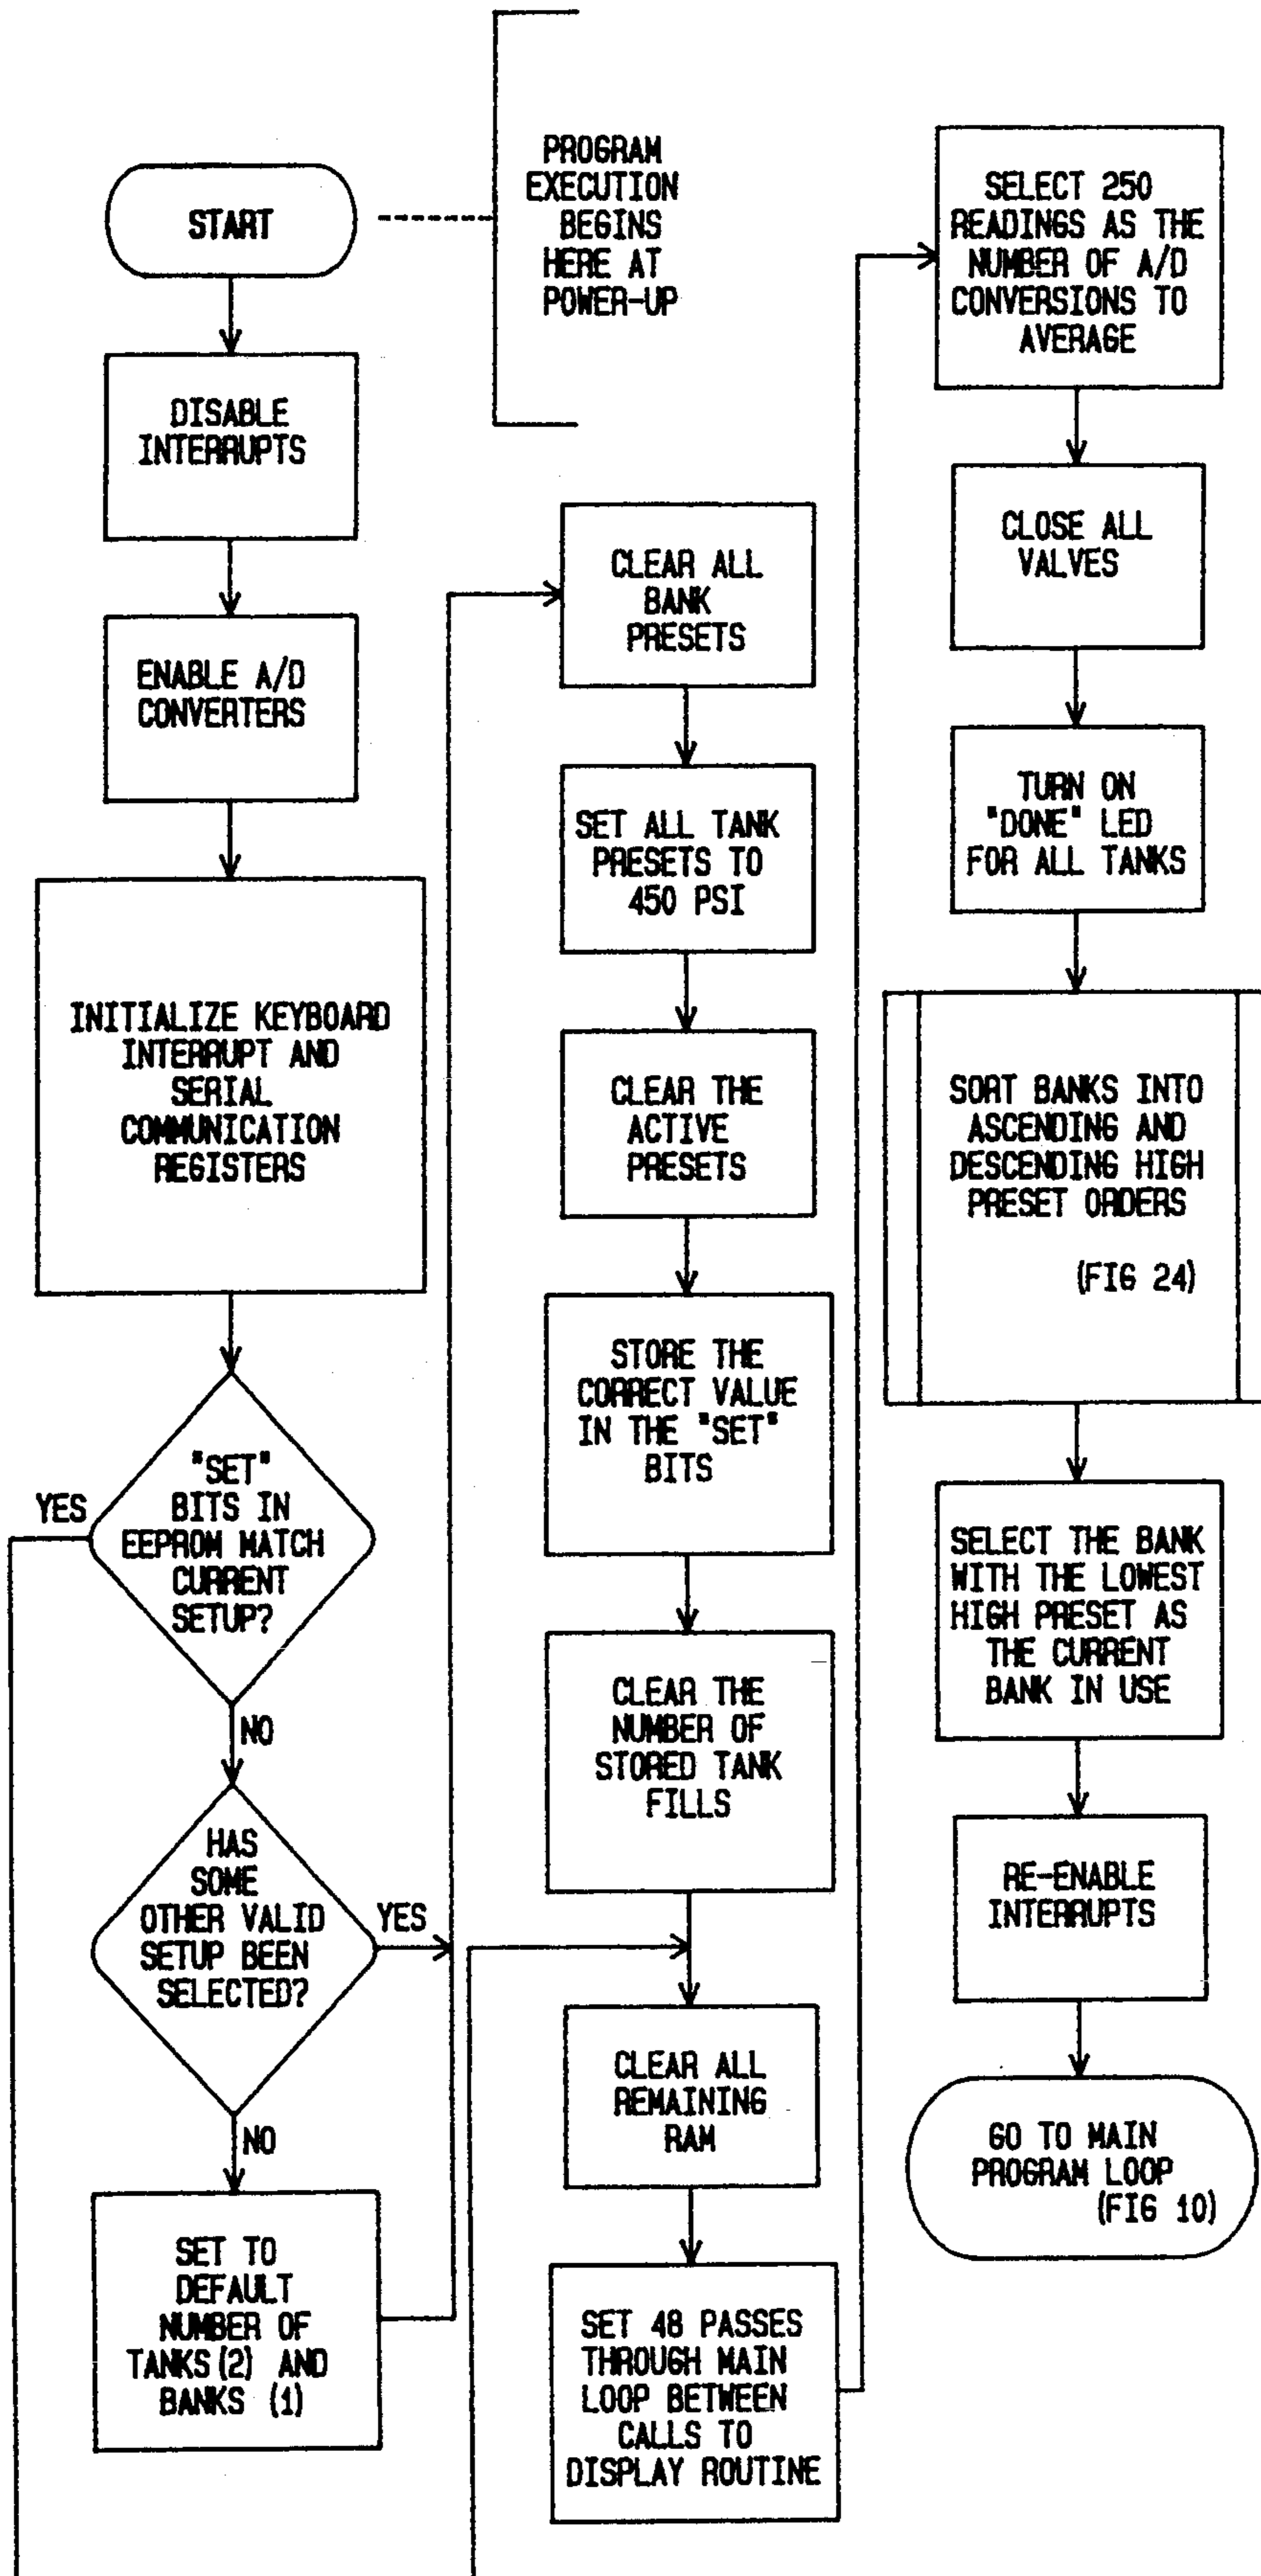 START
PROGRAM
EXECUTION
BEGINS
HERE AT
POWER-UP
DISABLE
INTERRUPTS
ENABLE A/D
CONVERTERS
INITIALIZE KEYBOARD
INTERRUPT AND
SERIAL
COMMUNICATION
REGISTERS
"SET"
BITS IN
EEPROM MATCH
CURRENT
SETUP?
YES
NO
HAS
SOME
OTHER VALID
SETUP BEEN
SELECTED?
YES
NO
SET TO
DEFAULT
NUMBER OF
TANKS (2) AND
BANKS (1)
CLEAR ALL
BANK
PRESETS
SET ALL TANK
PRESETS TO
450 PSI
CLEAR THE
ACTIVE
PRESETS
STORE THE
CORRECT VALUE
IN THE "SET"
BITS
CLEAR THE
NUMBER OF
STORED TANK
FILLS
CLEAR ALL
REMAINING
RAM
SET 48 PASSES
THROUGH MAIN
LOOP BETWEEN
CALLS TO
DISPLAY ROUTINE
SELECT 250
READINGS AS THE
NUMBER OF A/D
CONVERSIONS TO
AVERAGE
CLOSE ALL
VALVES
TURN ON
"DONE" LED
FOR ALL TANKS
SORT BANKS INTO
ASCENDING AND
DESCENDING HIGH
PRESET ORDERS
(FIG 24)
SELECT THE BANK
WITH THE LOWEST
HIGH PRESET AS
THE CURRENT
BANK IN USE
RE-ENABLE
INTERRUPTS
GO TO MAIN
PROGRAM LOOP
(FIG 10)